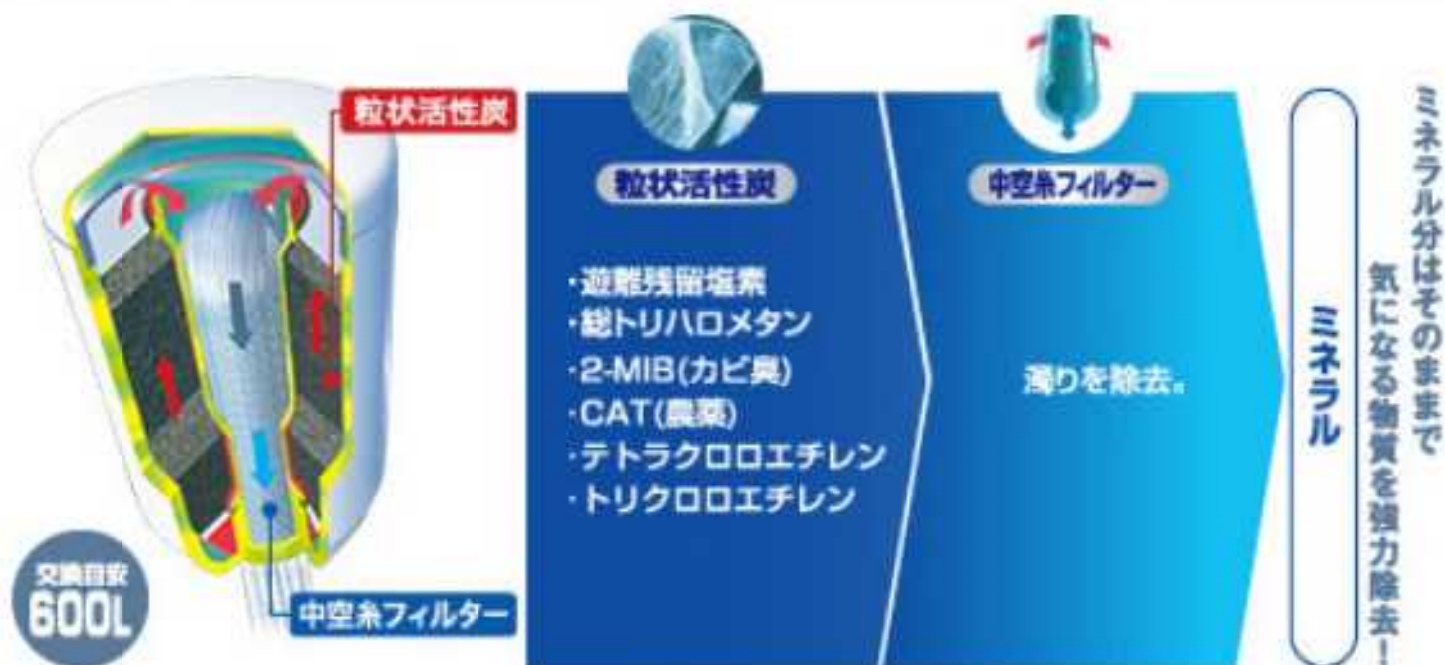 粒状活性炭
交換目安
600L
中空糸フィルター
粒状活性炭
・遊離残留塩素
・総トリハロメタン
・2-MIB(カビ臭)
・CAT(農薬)
・テトラクロロエチレン
・トリクロロエチレン
中空糸フィルター
濁りを除去。
ミネラル
ミネラル分はそのままで
気になる物質を強力除去!